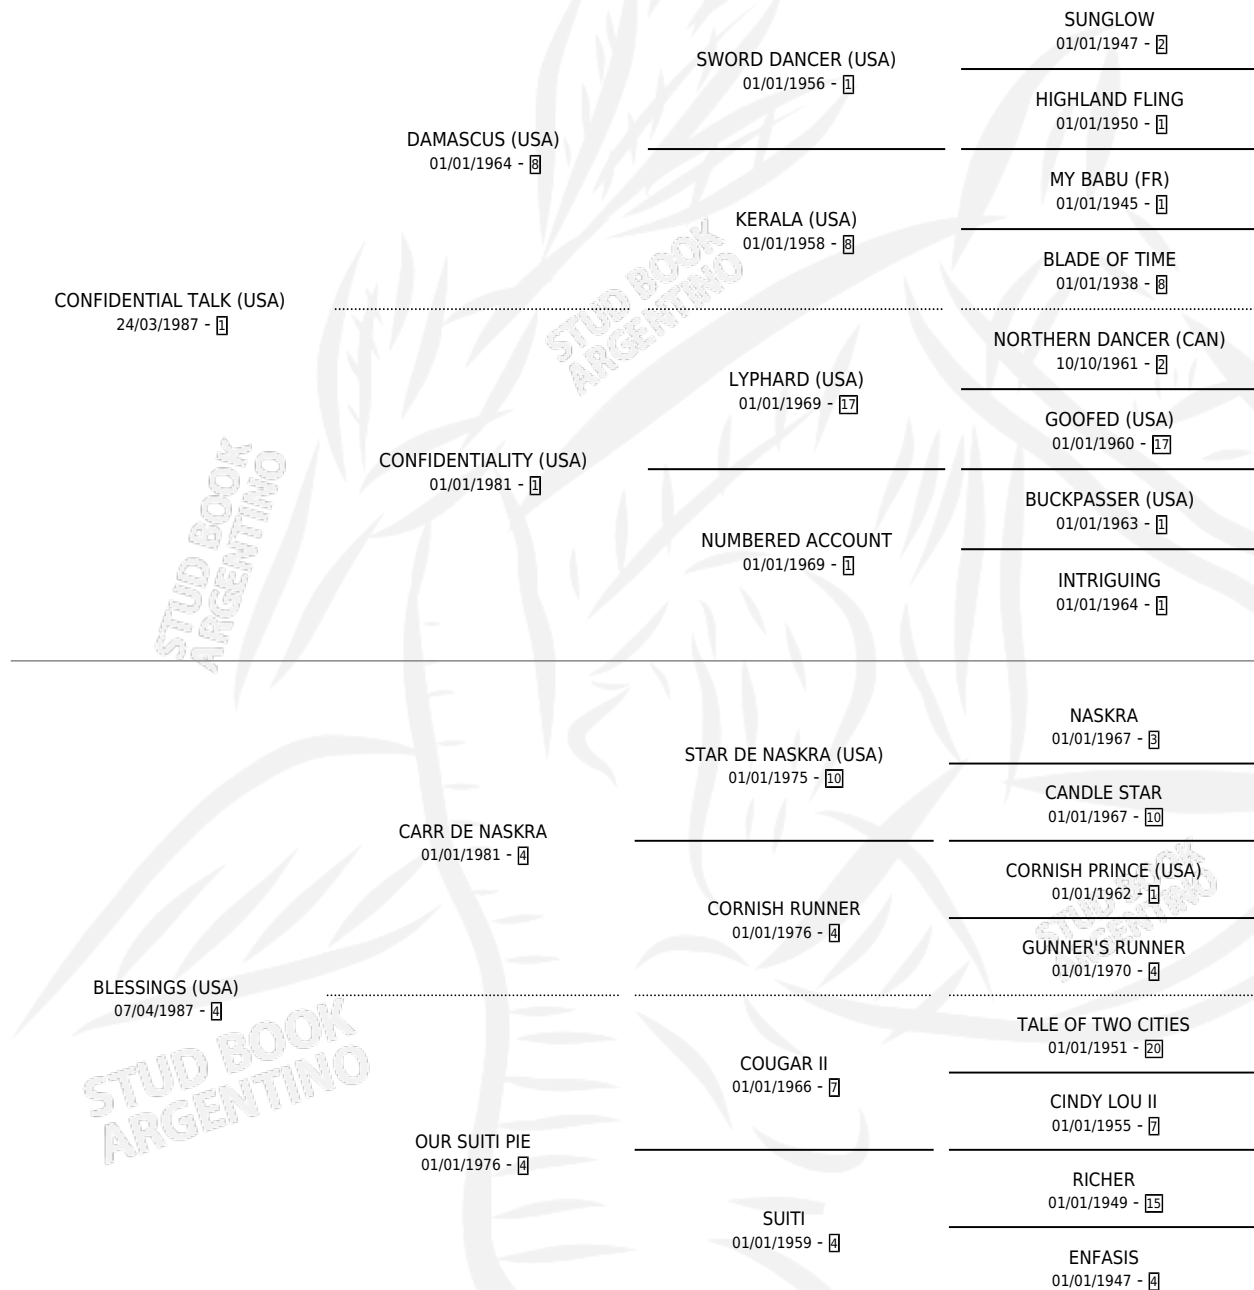 SUNGLOW
01/01/1947 - 2
SWORD DANCER (USA)
01/01/1956 - 1
HIGHLAND FLING
01/01/1950 - 1
DAMASCUS (USA)
01/01/1964 - 8
MY BABU (FR)
01/01/1945 - 1
KERALA (USA)
01/01/1958 - 8
BLADE OF TIME
01/01/1938 - 8
CONFIDENTIAL TALK (USA)
24/03/1987 - 1
NORTHERN DANCER (CAN)
10/10/1961 - 2
LYPHARD (USA)
01/01/1969 - 17
GOOFED (USA)
01/01/1960 - 17
CONFIDENTIALITY (USA)
01/01/1981 - 1
BUCKPASSER (USA)
01/01/1963 - 1
NUMBERED ACCOUNT
01/01/1969 - 1
INTRIGUING
01/01/1964 - 1
NASKRA
01/01/1967 - 3
STAR DE NASKRA (USA)
01/01/1975 - 10
CANDLE STAR
01/01/1967 - 10
CARR DE NASKRA
01/01/1981 - 4
CORNISH PRINCE (USA)
01/01/1962 - 1
CORNISH RUNNER
01/01/1976 - 4
GUNNER'S RUNNER
01/01/1970 - 4
BLESSINGS (USA)
07/04/1987 - 4
TALE OF TWO CITIES
01/01/1951 - 20
COUGAR II
01/01/1966 - 7
CINDY LOU II
01/01/1955 - 7
OUR SUITI PIE
01/01/1976 - 4
RICHER
01/01/1949 - 15
SUITI
01/01/1959 - 4
ENFASIS
01/01/1947 - 4
STUD BOOK
ARGENTINO
STUD BOOK
ARGENTINO
STUD BOOK
ARGENTINO
STUD BOOK
ARGENTINO